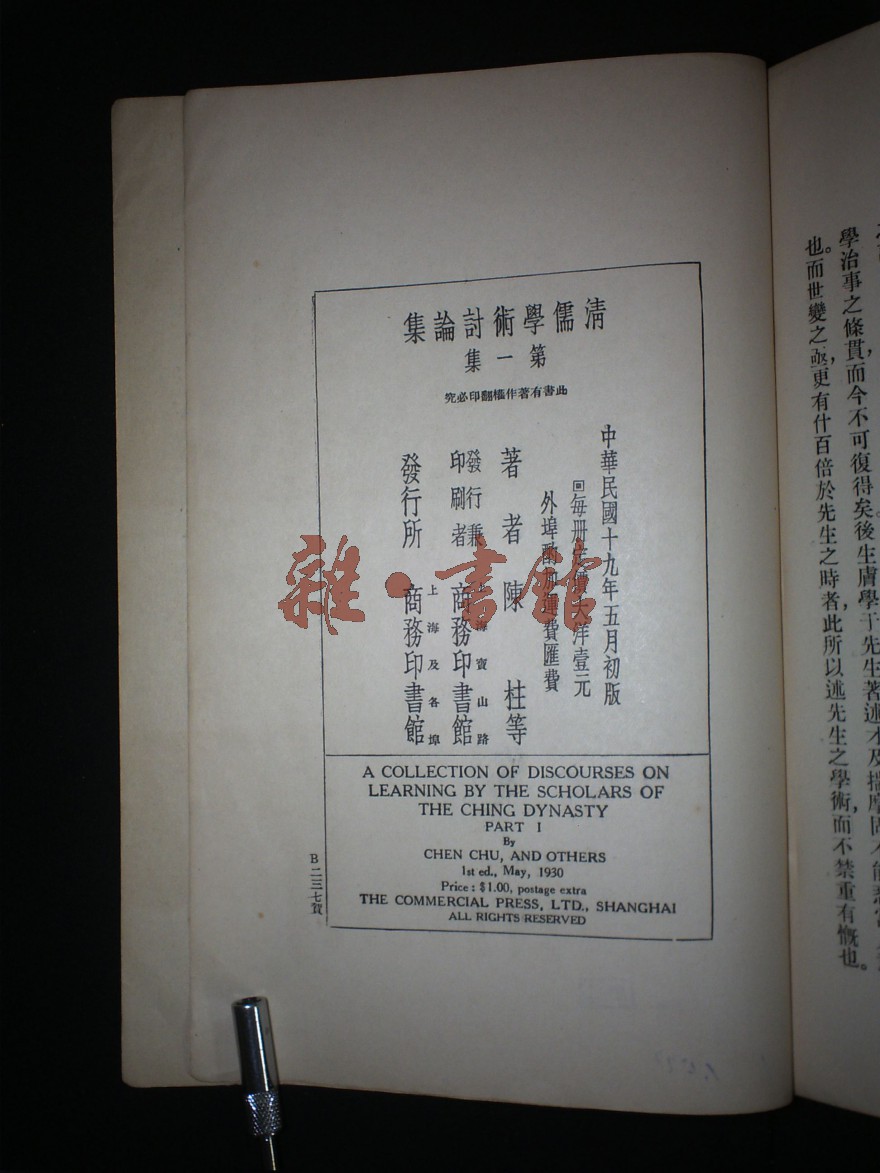 清儒學術討論集
第一集
此書有著作權翻印必究
中華民國十九年五月初版
回每冊定價大洋壹元
外埠酌加運費匯費
著者 陳柱等
發行兼
印刷者
上海寶山路
商務印書館
發行所
上海及各埠
商務印書館
A COLLECTION OF DISCOURSES ON
LEARNING BY THE SCHOLARS OF
THE CHING DYNASTY
PART I
By
CHEN CHU, AND OTHERS
1st ed., May, 1930
Price : $1.00, postage extra
THE COMMERCIAL PRESS, LTD., SHANGHAI
ALL RIGHTS RESERVED
B二三七賀
雜·書館
學治事之條貫,而今不可復得矣。後生膚學于先生著述才及揣摩固不能
也。而世變之亟,更有什百倍於先生之時者,此所以述先生之學術,而不禁重有慨也。